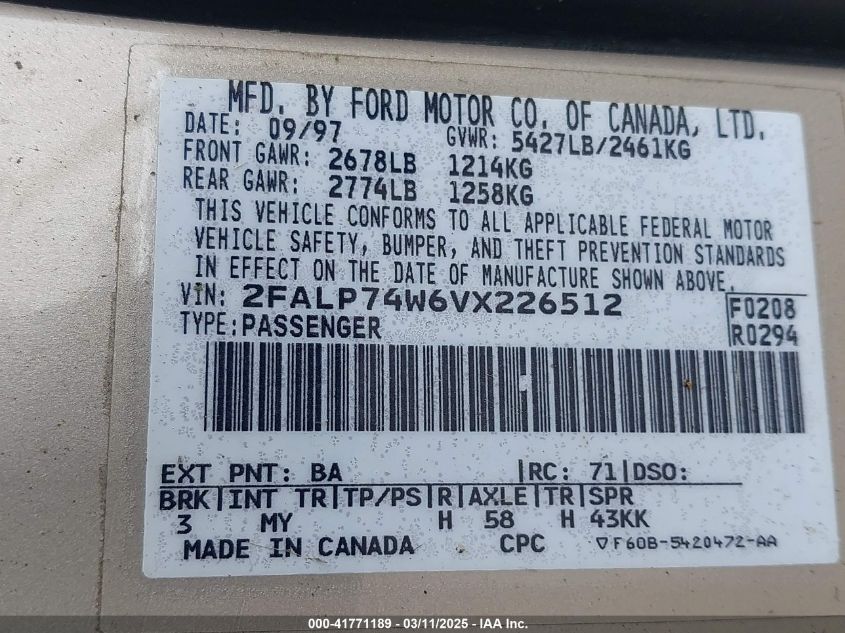 MFD. BY FORD MOTOR CO. OF CANADA, LTD.
DATE: 09/97 GVWR: 5427LB/2461KG
FRONT GAWR: 2678LB 1214KG
REAR GAWR: 2774LB 1258KG
THIS VEHICLE CONFORMS TO ALL APPLICABLE FEDERAL MOTOR
VEHICLE SAFETY, BUMPER, AND THEFT PREVENTION STANDARDS
IN EFFECT ON THE DATE OF MANUFACTURE SHOWN ABOVE.
VIN: 2FALP74W6VX226512 F0208
TYPE: PASSENGER R0294
EXT PNT: BA |RC: 71|DSO:
BRK|INT TR|TP/PS|R|AXLE|TR|SPR
3 MY H 58 H 43KK
MADE IN CANADA CPC ▽F60B-5420472-AA
000-41771189 - 03/11/2025 - IAA Inc.